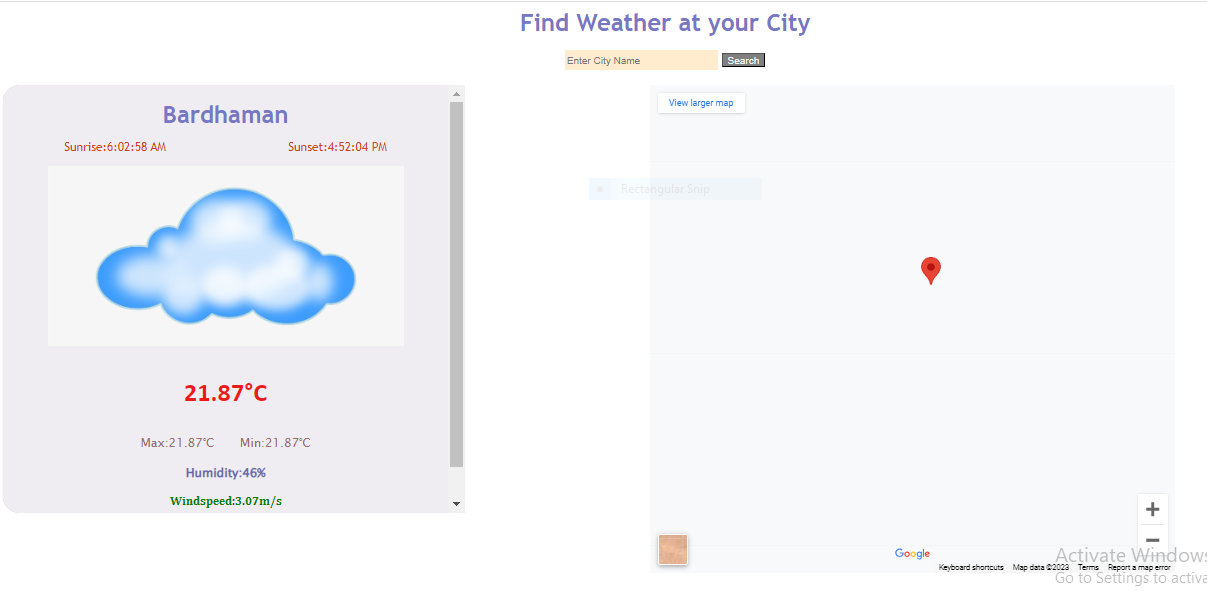 Find Weather at your City
Enter City Name Search
Bardhaman
Sunrise:6:02:58 AM Sunset:4:52:04 PM
21.87°C
Max:21.87°C Min:21.87°C
Humidity:46%
Windspeed:3.07m/s
View larger map
Rectangular Snip
Google
Keyboard shortcuts Map data ©2023 Terms Report a map error
Activate Windows
Go to Settings to activa